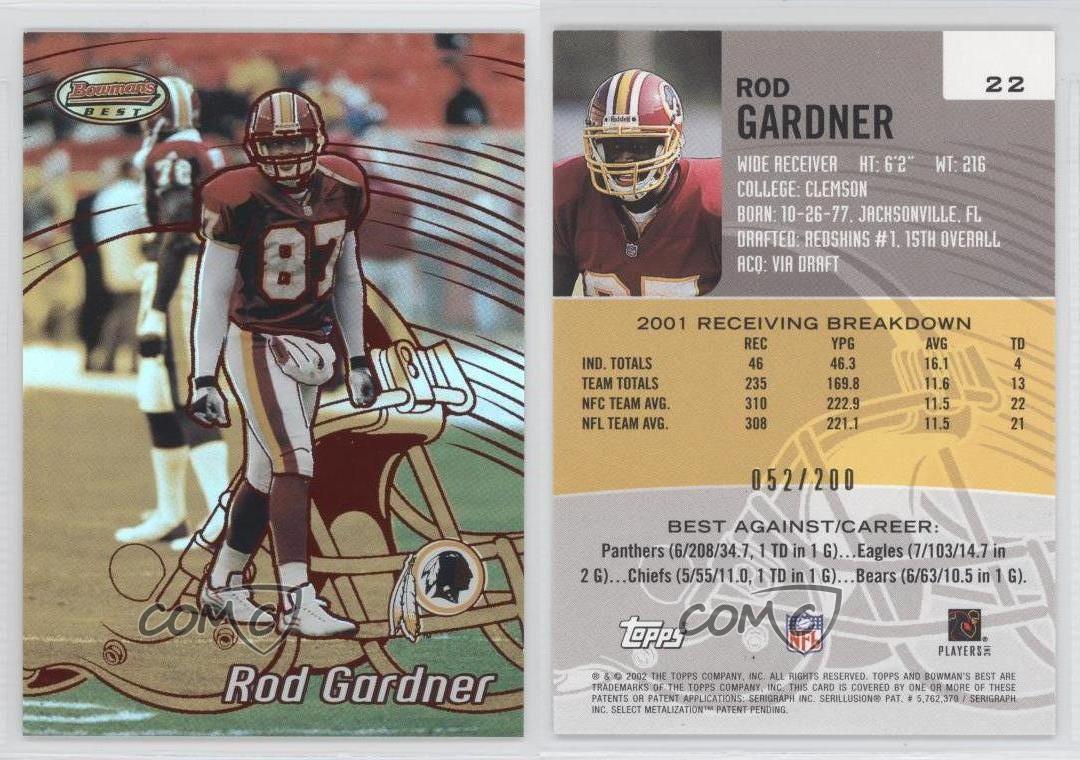 Bowman's
BEST
76
87
Rod Gardner
COMC
22
Riddell
ROD
GARDNER
WIDE RECEIVER HT: 6'2" WT: 216
COLLEGE: CLEMSON
BORN: 10-26-77, JACKSONVILLE, FL
DRAFTED: REDSKINS #1, 15TH OVERALL
ACQ: VIA DRAFT
2001 RECEIVING BREAKDOWN
REC YPG AVG TD
IND. TOTALS 46 46.3 16.1 4
TEAM TOTALS 235 169.8 11.6 13
NFC TEAM AVG. 310 222.9 11.5 22
NFL TEAM AVG. 308 221.1 11.5 21
052/200
BEST AGAINST/CAREER:
Panthers (6/208/34.7, 1 TD in 1 G)...Eagles (7/103/14.7 in
2 G)...Chiefs (5/55/11.0, 1 TD in 1 G)...Bears (6/63/10.5 in 1 G).
Topps COMC NFL
PLAYERS INC
® & © 2002 THE TOPPS COMPANY, INC. ALL RIGHTS RESERVED. TOPPS AND BOWMAN'S BEST ARE
TRADEMARKS OF THE TOPPS COMPANY, INC. THIS CARD IS COVERED BY ONE OR MORE OF THESE
PATENTS OR PATENT APPLICATIONS: SERIGRAPH INC. SERILLUSION® PAT. # 5,762,379 / SERIGRAPH
INC. SELECT METALIZATION™ PATENT PENDING.